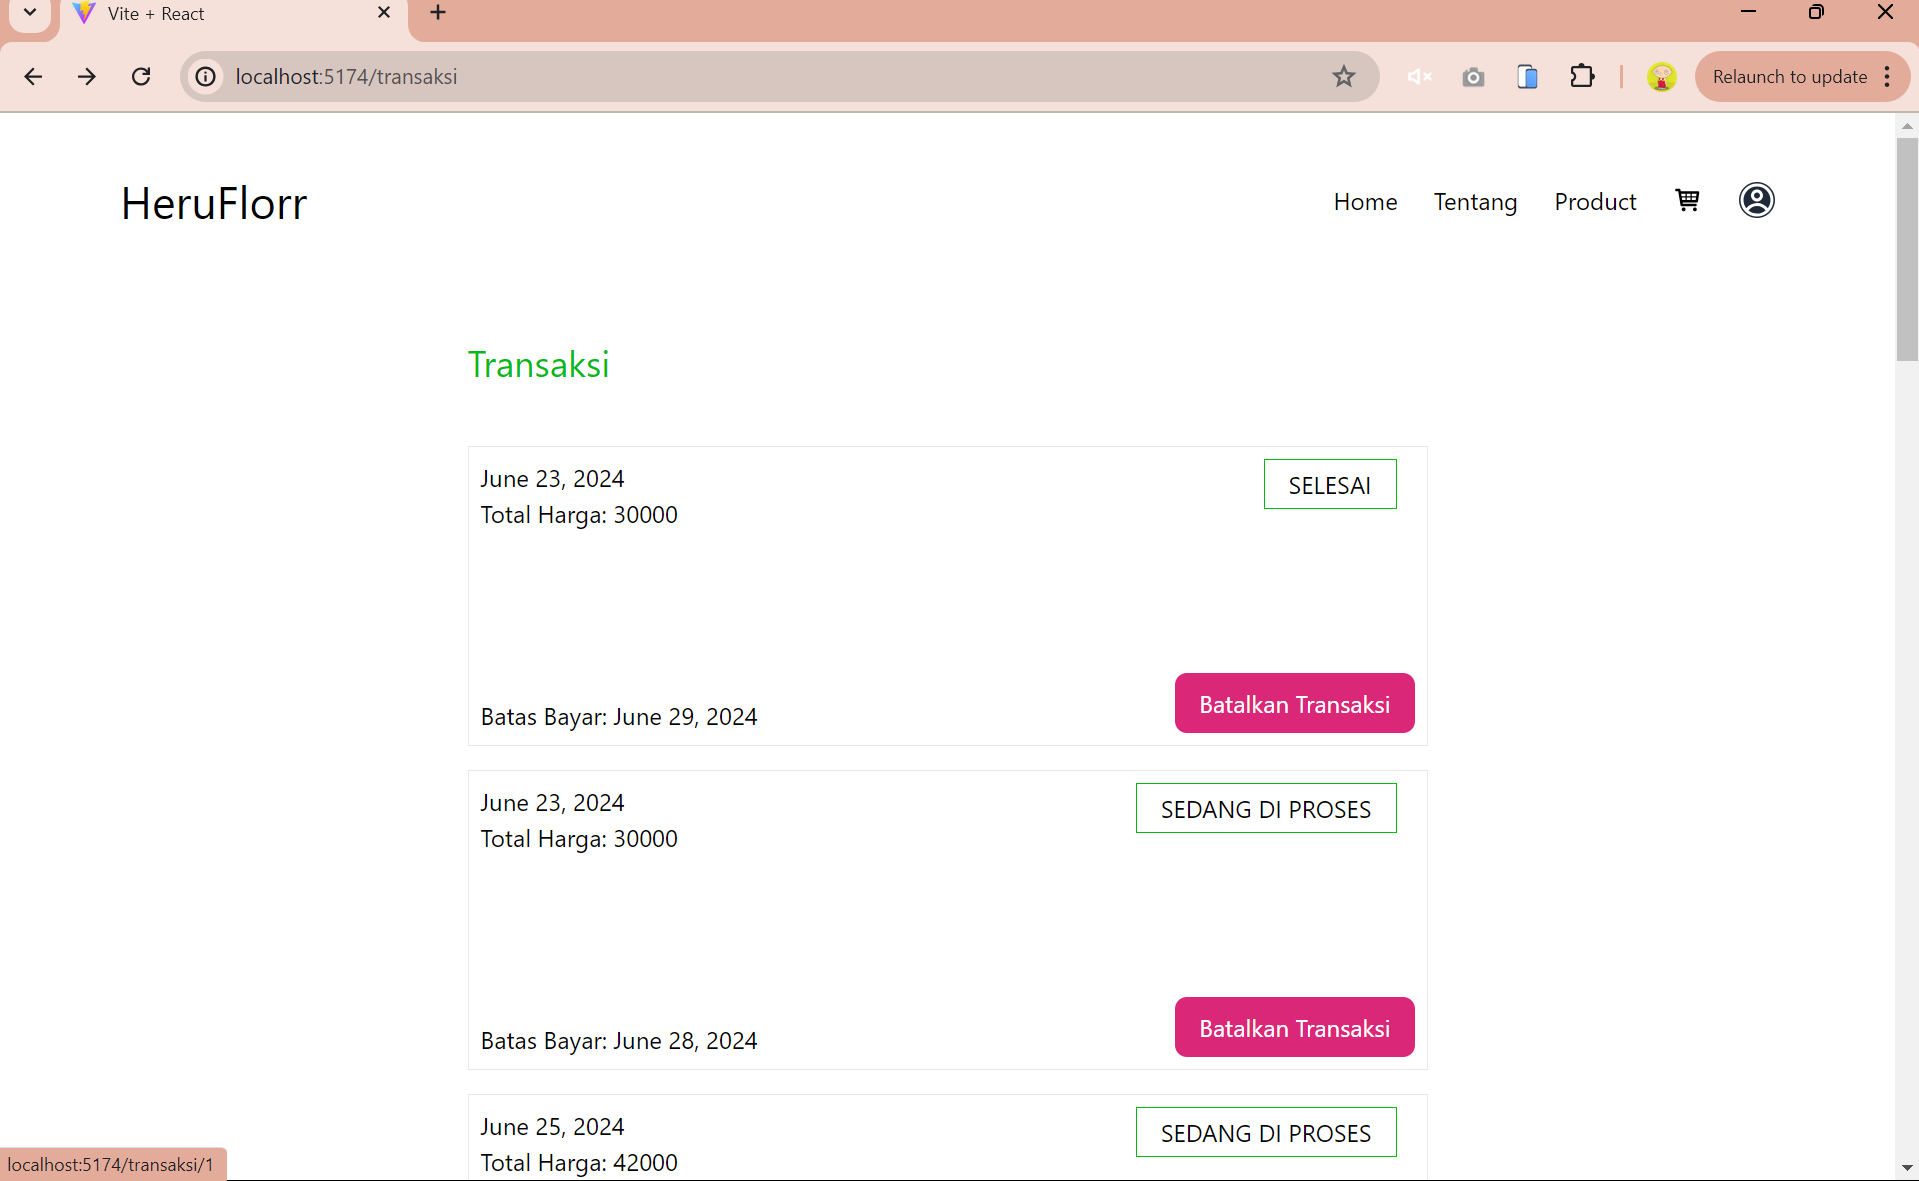 Vite + React
localhost:5174/transaksi
Relaunch to update
HeruFlorr
Home Tentang Product
Transaksi
June 23, 2024
SELESAI
Total Harga: 30000
Batas Bayar: June 29, 2024
Batalkan Transaksi
June 23, 2024
SEDANG DI PROSES
Total Harga: 30000
Batas Bayar: June 28, 2024
Batalkan Transaksi
June 25, 2024
SEDANG DI PROSES
Total Harga: 42000
localhost:5174/transaksi/1